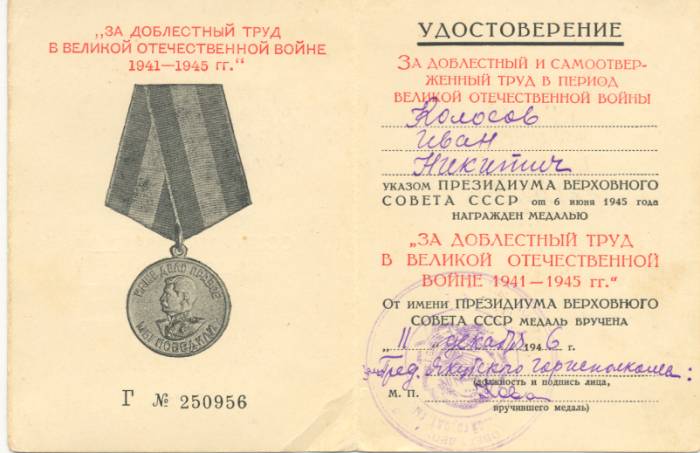 „ЗА ДОБЛЕСТНЫЙ ТРУД
В ВЕЛИКОЙ ОТЕЧЕСТВЕННОЙ ВОЙНЕ
1941—1945 гг.“
НАШЕ ДЕЛО ПРАВОЕ
МЫ ПОБЕДИЛИ
Г № 250956
УДОСТОВЕРЕНИЕ
ЗА ДОБЛЕСТНЫЙ И САМООТВЕР-
ЖЕННЫЙ ТРУД В ПЕРИОД
ВЕЛИКОЙ ОТЕЧЕСТВЕННОЙ ВОЙНЫ
Колосов
Иван
Никитич
УКАЗОМ ПРЕЗИДИУМА ВЕРХОВНОГО
СОВЕТА СССР от 6 июня 1945 года
НАГРАЖДЕН МЕДАЛЬЮ
„ЗА ДОБЛЕСТНЫЙ ТРУД
В ВЕЛИКОЙ ОТЕЧЕСТВЕННОЙ
ВОЙНЕ 1941—1945 гг.“
От имени ПРЕЗИДИУМА ВЕРХОВНОГО
СОВЕТА СССР МЕДАЛЬ ВРУЧЕНА
„11“ декабря 1946 г.
Пред. Якутского горисполкома:
(должность и подпись лица,
М. П.
вручившего медаль)